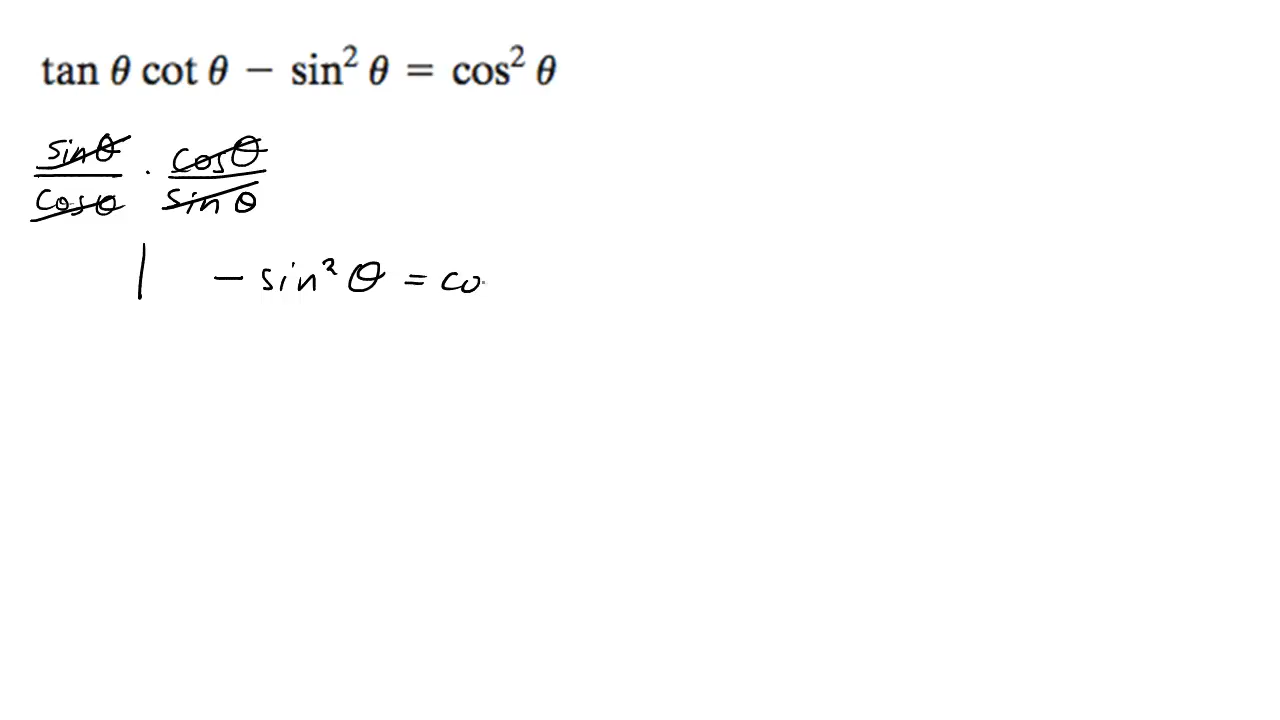 tan θ cot θ − sin² θ = cos² θ
sinθ/cosθ · cosθ/sinθ
1 − sin² θ = co